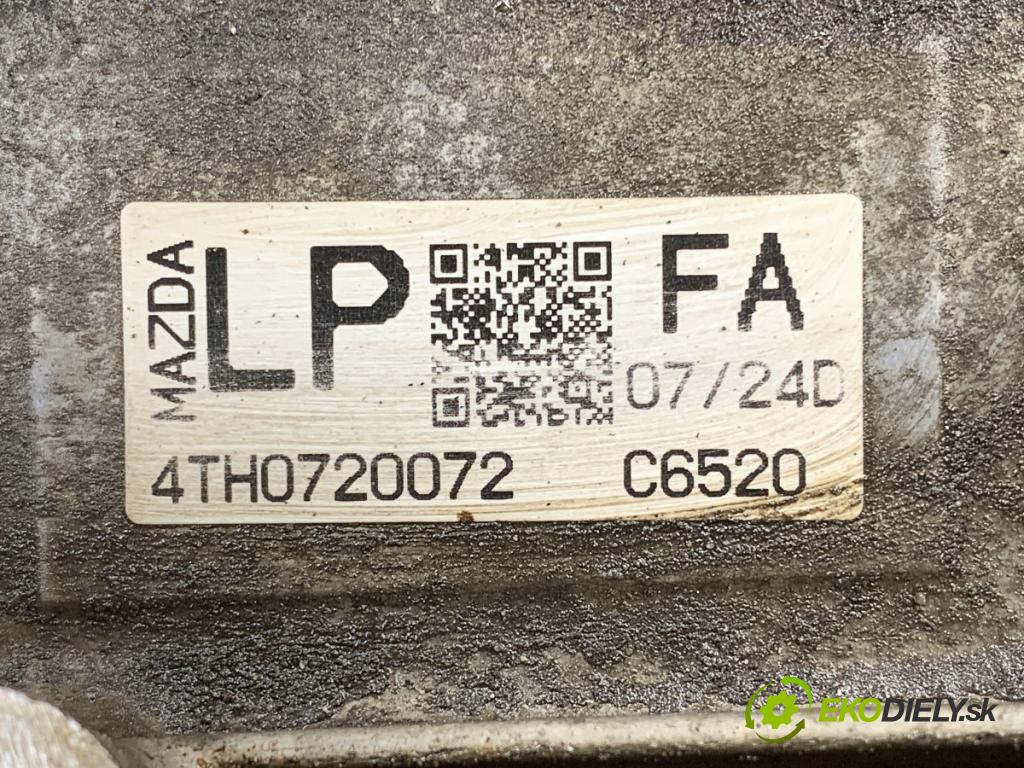 MAZDA
LP
FA
07/24D
4TH0720072 C6520
EKODIELY.sk